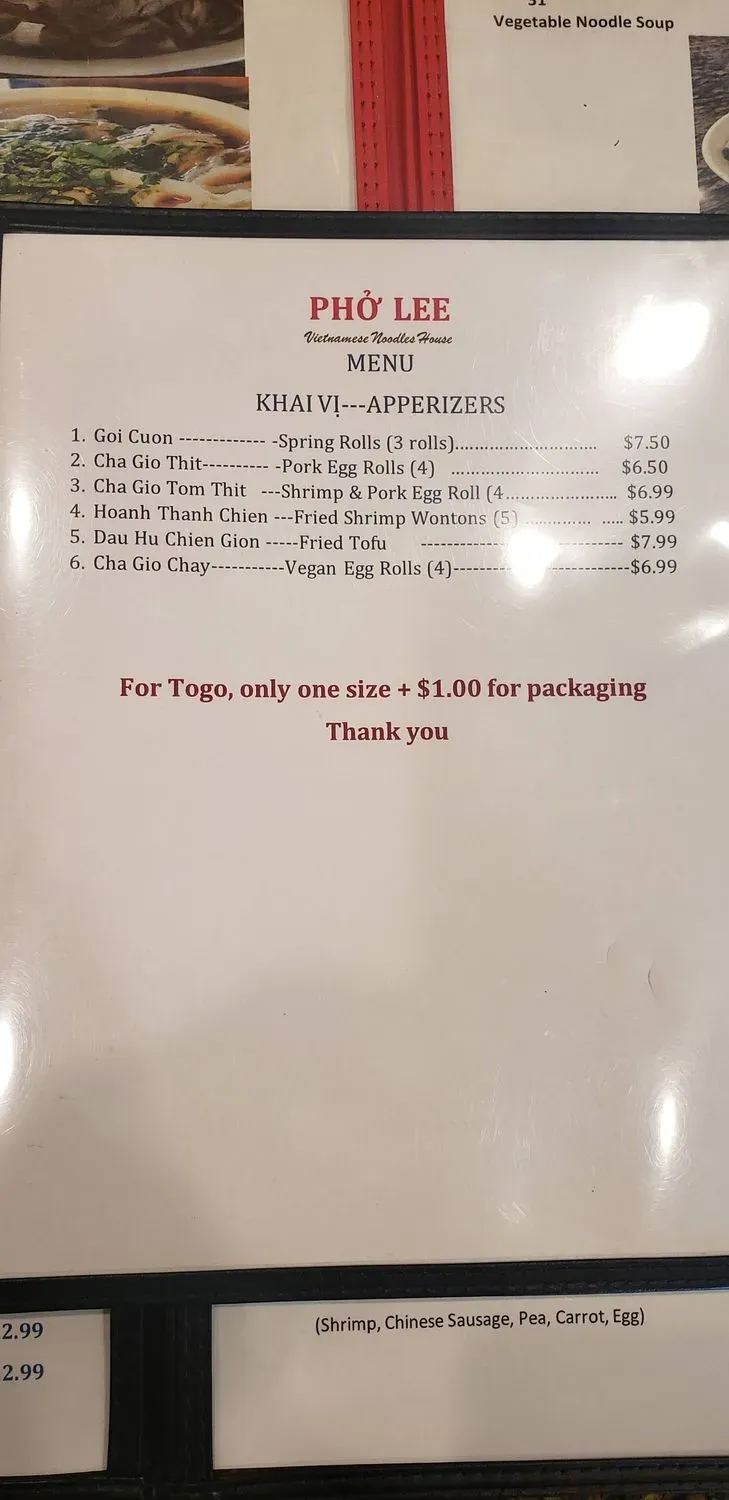 31
Vegetable Noodle Soup
PHỞ LEE
Vietnamese Noodles House
MENU
KHAI VỊ---APPERIZERS
1. Goi Cuon ------------- -Spring Rolls (3 rolls)............................ $7.50
2. Cha Gio Thit---------- -Pork Egg Rolls (4) ............................. $6.50
3. Cha Gio Tom Thit ---Shrimp & Pork Egg Roll (4...................... $6.99
4. Hoanh Thanh Chien ---Fried Shrimp Wontons (5) ............. ..... $5.99
5. Dau Hu Chien Gion -----Fried Tofu ------------------------------ $7.99
6. Cha Gio Chay-----------Vegan Egg Rolls (4)-----------------------$6.99
For Togo, only one size + $1.00 for packaging
Thank you
2.99
2.99
(Shrimp, Chinese Sausage, Pea, Carrot, Egg)